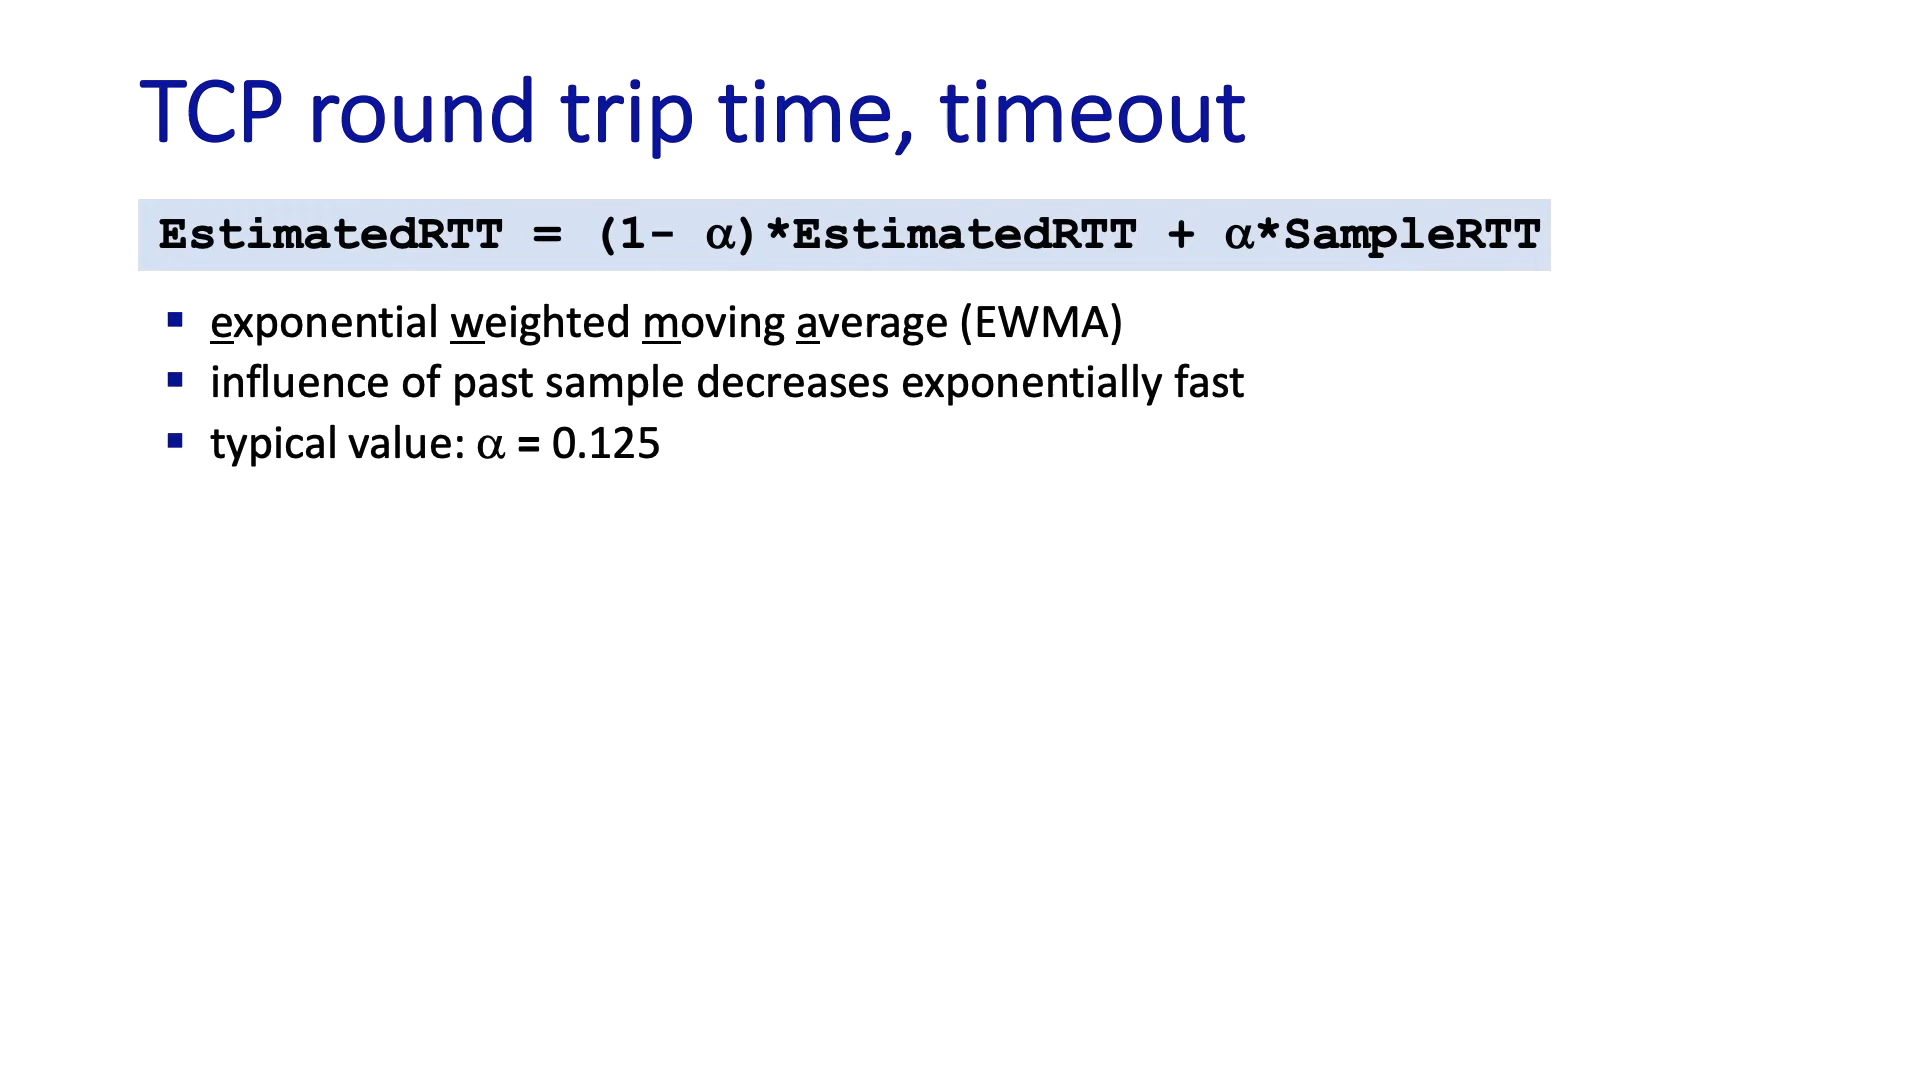 TCP round trip time, timeout
EstimatedRTT = (1- α)*EstimatedRTT + α*SampleRTT
▪ exponential weighted moving average (EWMA)
▪ influence of past sample decreases exponentially fast
▪ typical value: α = 0.125